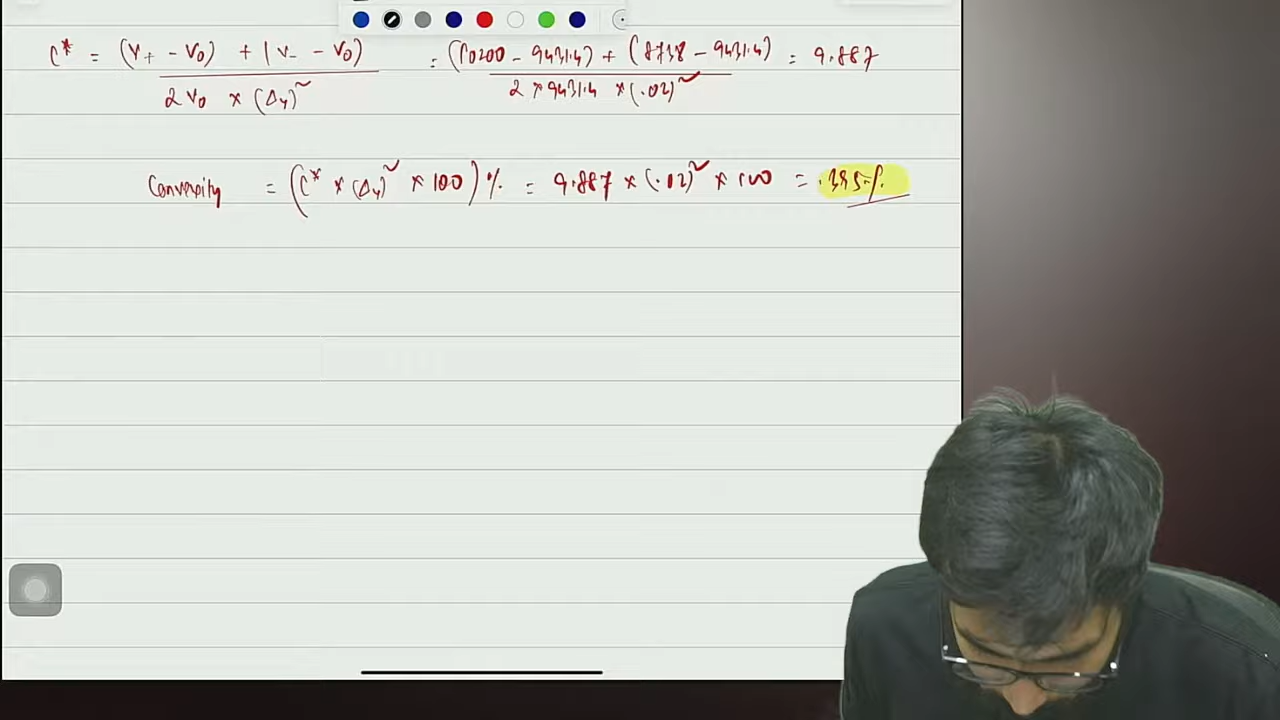 C* = (V+ - V0) + (V- - V0) / 2V0 × (Δy)² = (10200 - 9431.4) + (8738 - 9431.4) / 2 × 9431.4 × (.02)² = 9.887
Convexity = (C* × (Δy)² × 100) % = 9.887 × (.02)² × 100 = .395%